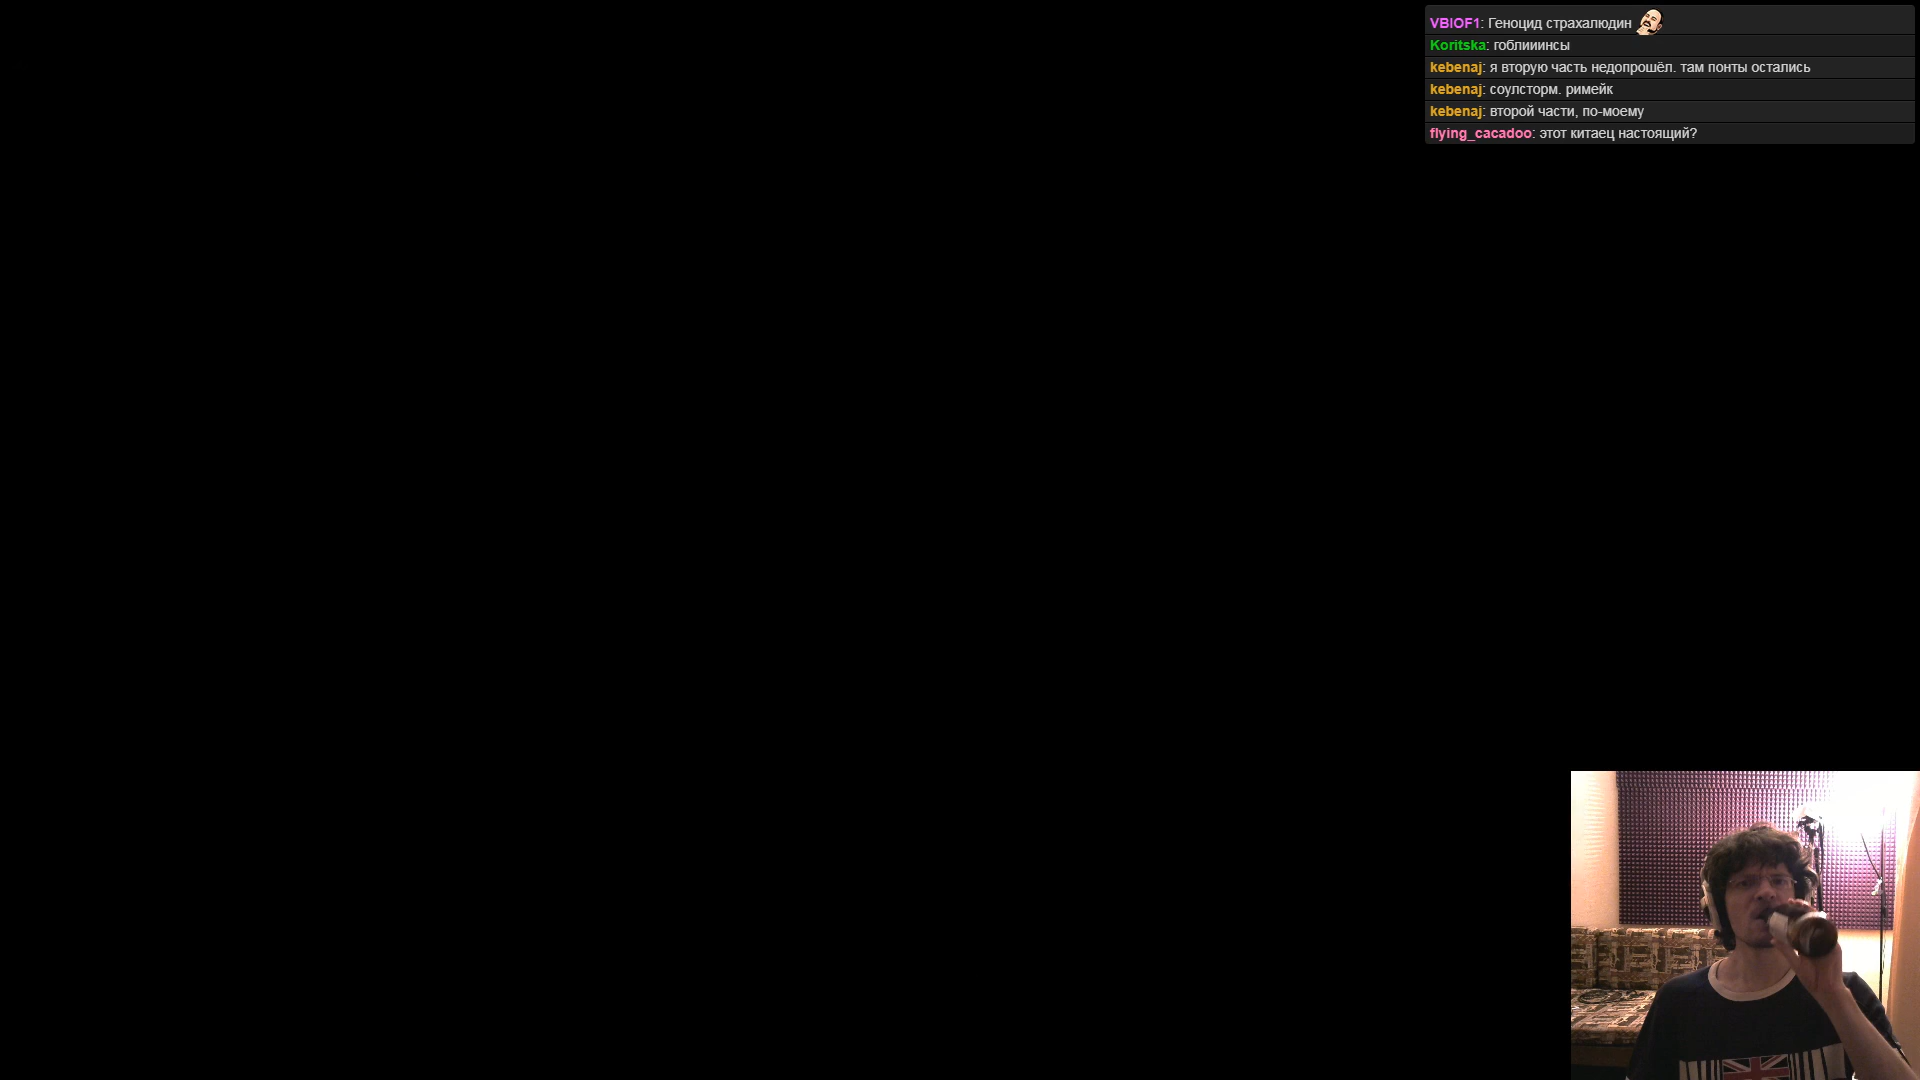 VBIOF1: Геноцид страхалюдин
Koritska: гоблииинсы
kebenaj: я вторую часть недопрошёл. там понты остались
kebenaj: соулсторм. римейк
kebenaj: второй части, по-моему
flying_cacadoo: этот китаец настоящий?